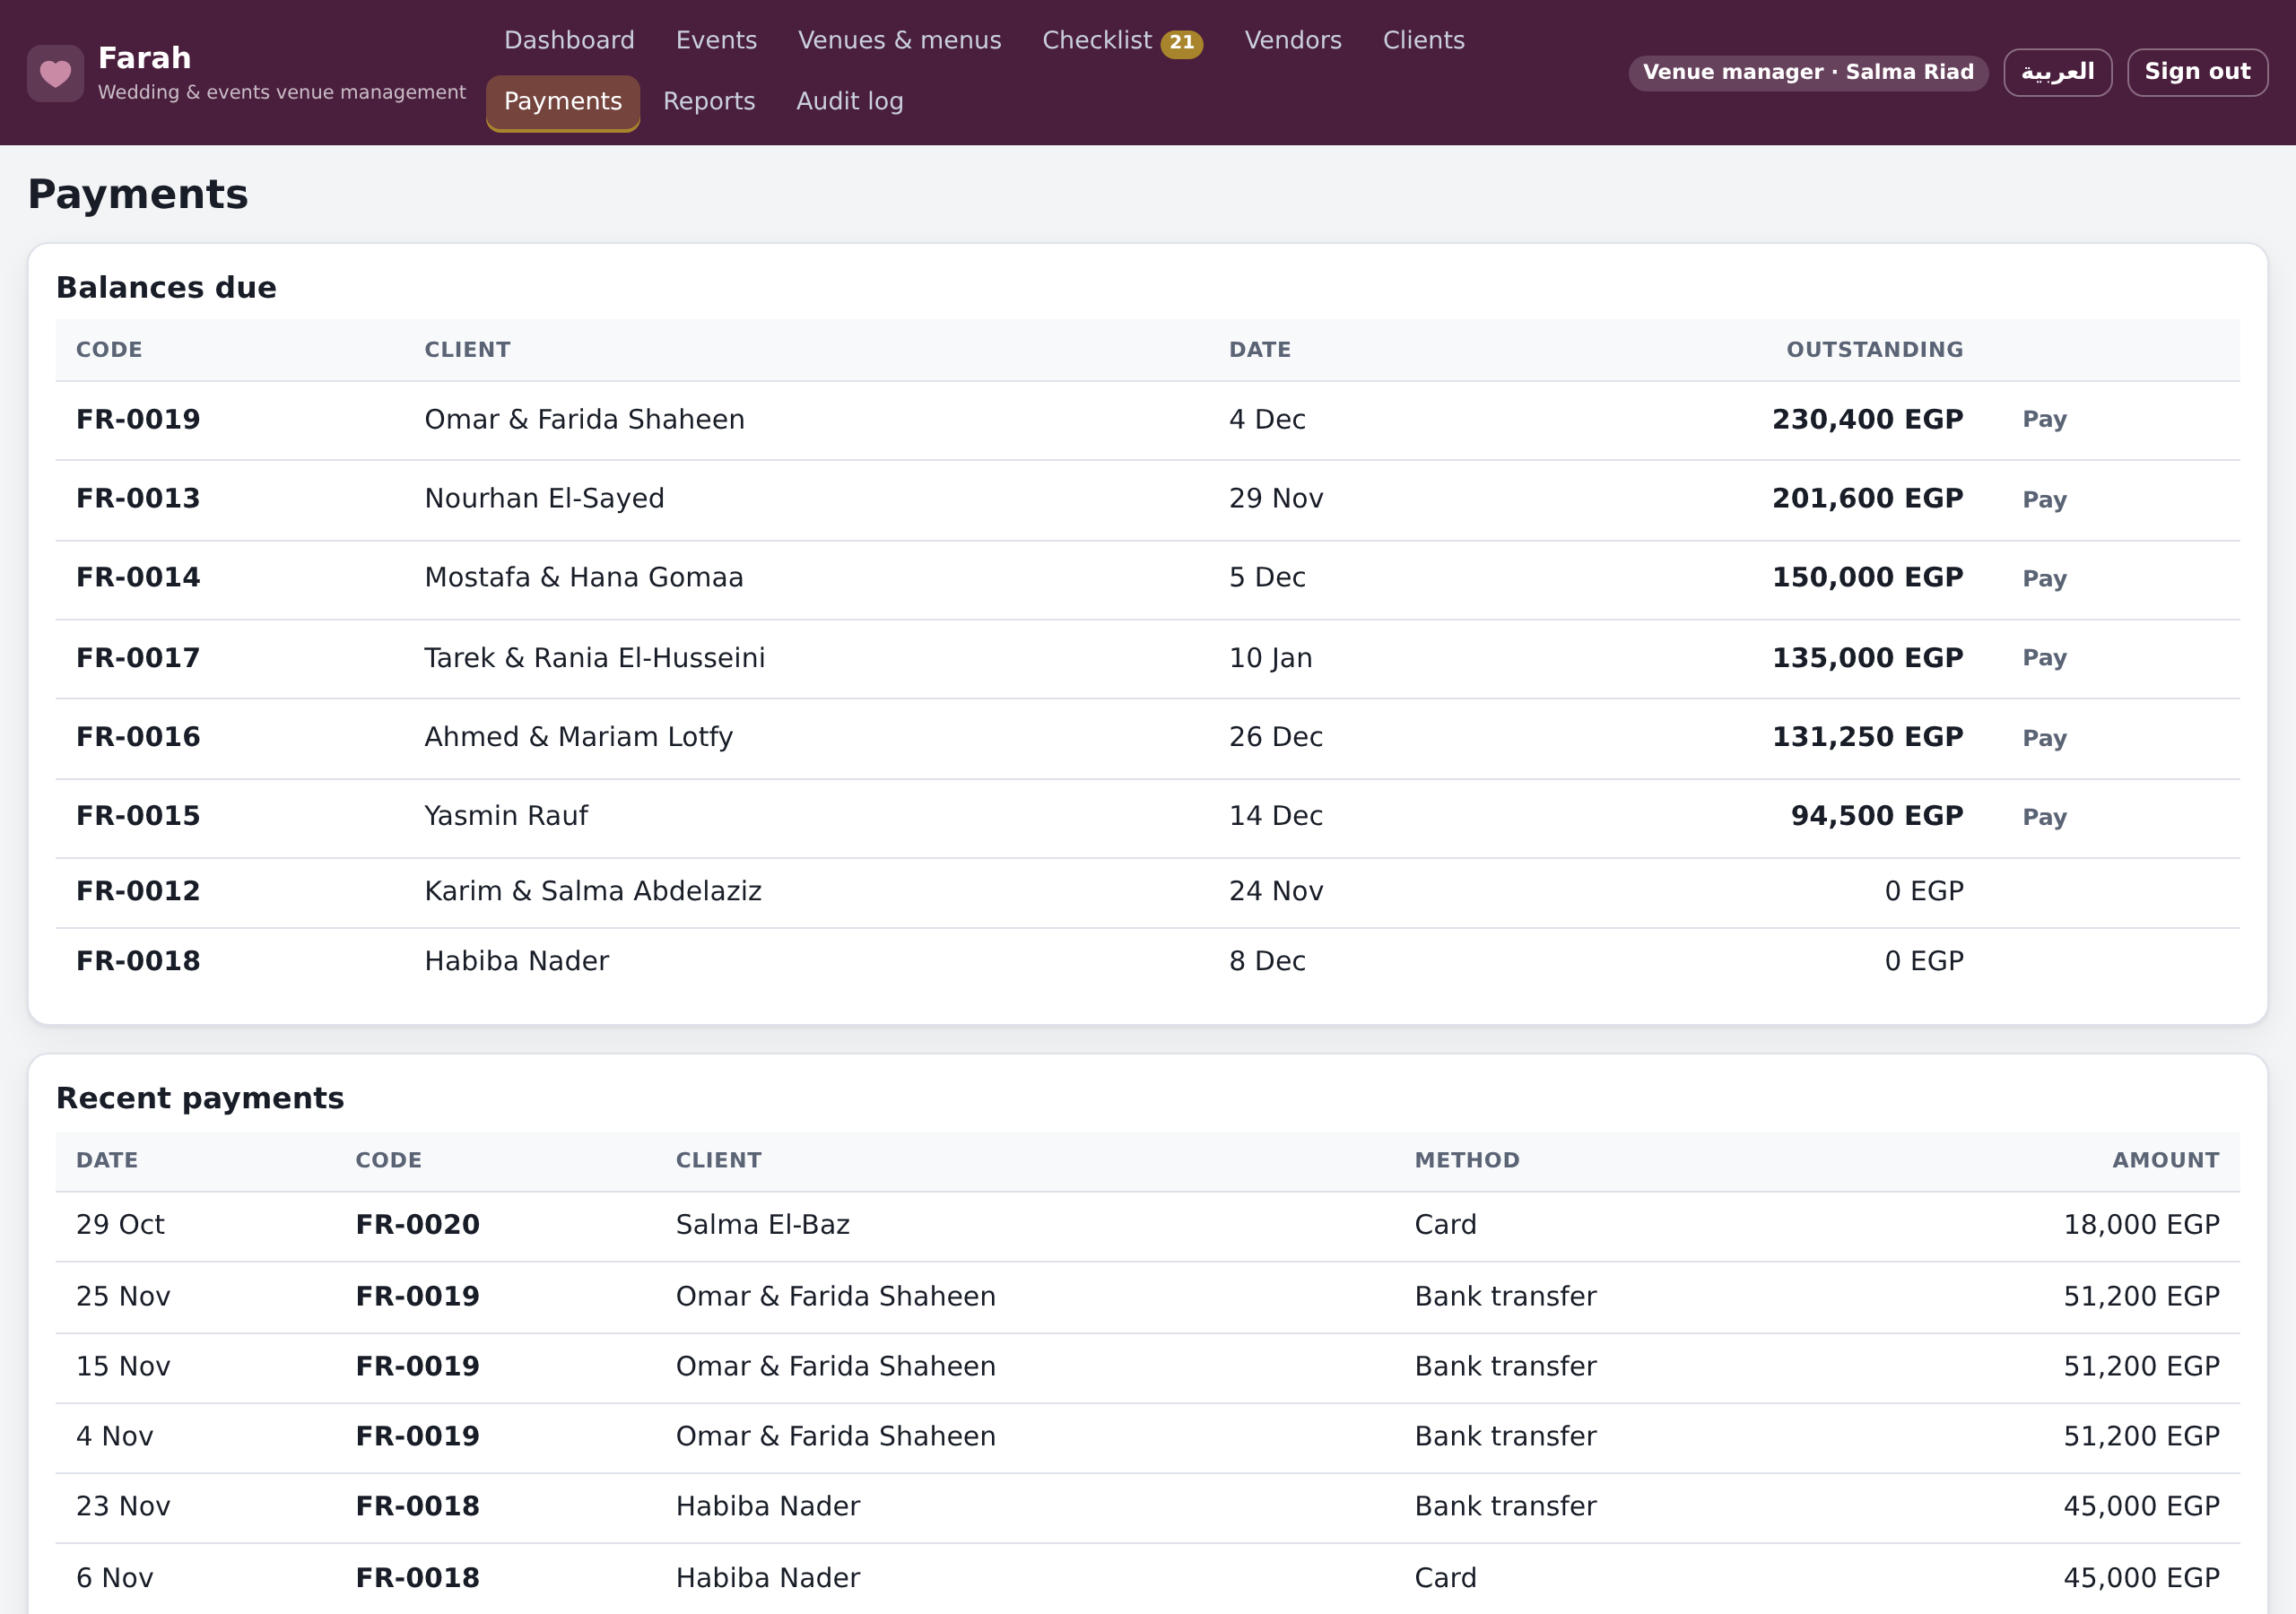 Farah
Wedding & events venue management
Dashboard Events Venues & menus Checklist 21 Vendors Clients
Payments Reports Audit log
Venue manager · Salma Riad العربية Sign out
Payments
Balances due
CODE CLIENT DATE OUTSTANDING
FR-0019 Omar & Farida Shaheen 4 Dec 230,400 EGP Pay
FR-0013 Nourhan El-Sayed 29 Nov 201,600 EGP Pay
FR-0014 Mostafa & Hana Gomaa 5 Dec 150,000 EGP Pay
FR-0017 Tarek & Rania El-Husseini 10 Jan 135,000 EGP Pay
FR-0016 Ahmed & Mariam Lotfy 26 Dec 131,250 EGP Pay
FR-0015 Yasmin Rauf 14 Dec 94,500 EGP Pay
FR-0012 Karim & Salma Abdelaziz 24 Nov 0 EGP
FR-0018 Habiba Nader 8 Dec 0 EGP
Recent payments
DATE CODE CLIENT METHOD AMOUNT
29 Oct FR-0020 Salma El-Baz Card 18,000 EGP
25 Nov FR-0019 Omar & Farida Shaheen Bank transfer 51,200 EGP
15 Nov FR-0019 Omar & Farida Shaheen Bank transfer 51,200 EGP
4 Nov FR-0019 Omar & Farida Shaheen Bank transfer 51,200 EGP
23 Nov FR-0018 Habiba Nader Bank transfer 45,000 EGP
6 Nov FR-0018 Habiba Nader Card 45,000 EGP